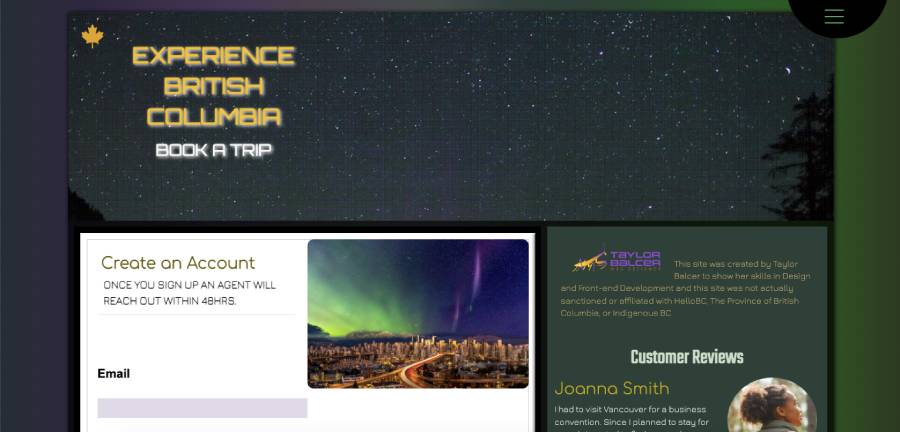 EXPERIENCE
BRITISH
COLUMBIA
BOOK A TRIP
Create an Account
ONCE YOU SIGN UP AN AGENT WILL
REACH OUT WITHIN 48HRS.
Email
TAYLOR
BALCER
WEB DESIGNER
This site was created by Taylor
Balcer to show her skills in Design
and Front-end Development and this site was not actually
sanctioned or affiliated with HelloBC, The Province of British
Columbia, or Indigenous BC
Customer Reviews
Joanna Smith
I had to visit Vancouver for a business
convention. Since I planned to stay for